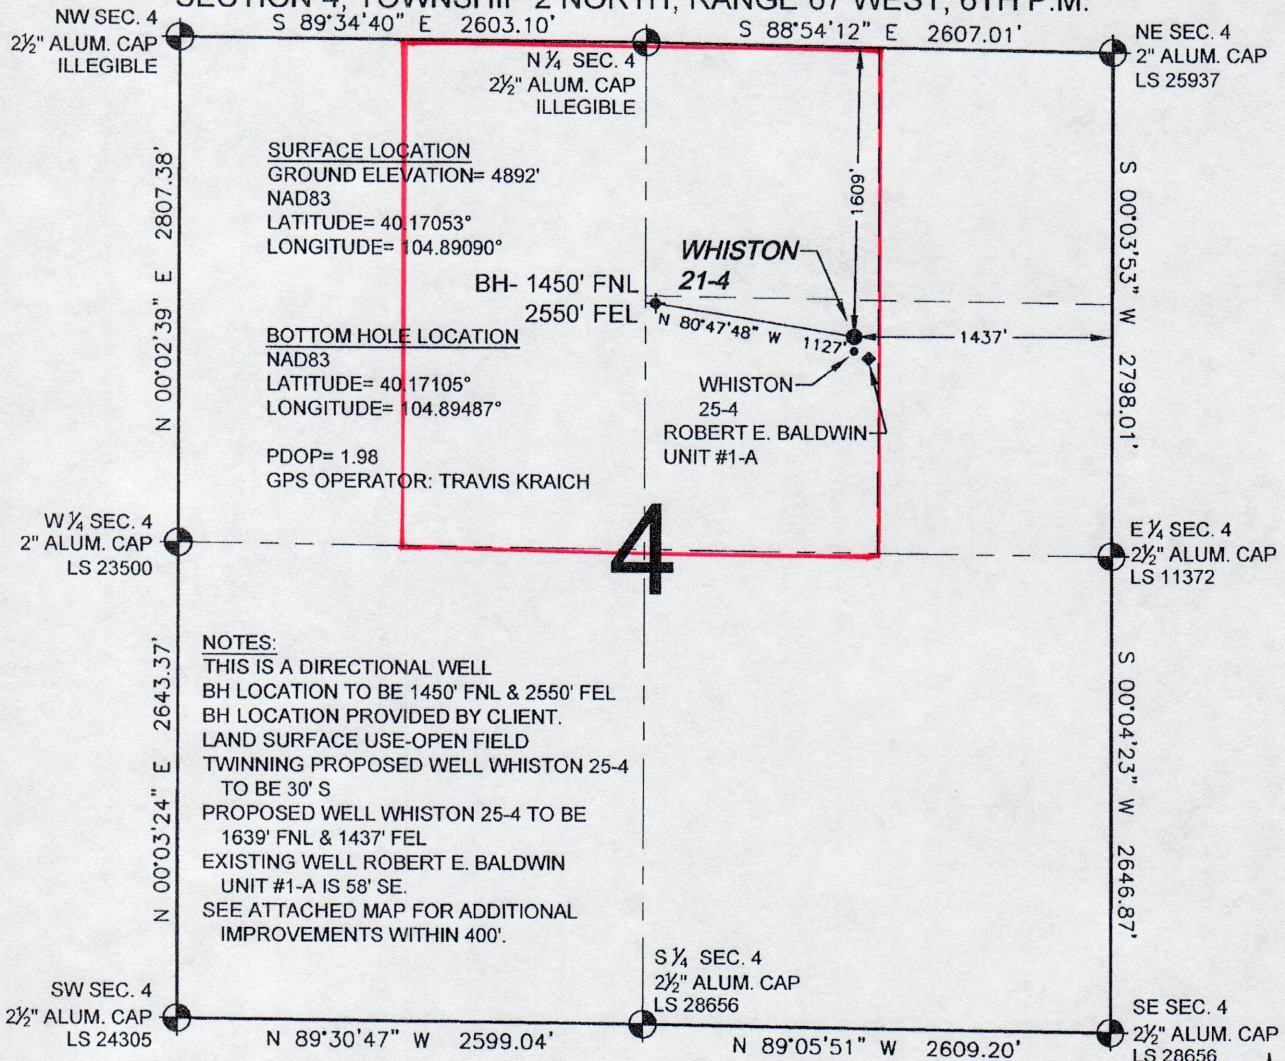 SECTION 4, TOWNSHIP 2 NORTH, RANGE 67 WEST, 6TH P.M.
NW SEC. 4
2½" ALUM. CAP
ILLEGIBLE
S 89°34'40" E 2603.10'
N ¼ SEC. 4
2½" ALUM. CAP
ILLEGIBLE
S 88°54'12" E 2607.01'
NE SEC. 4
2" ALUM. CAP
LS 25937
N 00°02'39" E 2807.38'
SURFACE LOCATION
GROUND ELEVATION= 4892'
NAD83
LATITUDE= 40.17053°
LONGITUDE= 104.89090°
BH- 1450' FNL
2550' FEL
WHISTON
21-4
1609'
N 80°47'48" W 1127'
1437'
S 00°03'53" W 2798.01'
BOTTOM HOLE LOCATION
NAD83
LATITUDE= 40.17105°
LONGITUDE= 104.89487°
WHISTON
25-4
ROBERT E. BALDWIN
UNIT #1-A
PDOP= 1.98
GPS OPERATOR: TRAVIS KRAICH
W ¼ SEC. 4
2" ALUM. CAP
LS 23500
4
E ¼ SEC. 4
2½" ALUM. CAP
LS 11372
N 00°03'24" E 2643.37'
NOTES:
THIS IS A DIRECTIONAL WELL
BH LOCATION TO BE 1450' FNL & 2550' FEL
BH LOCATION PROVIDED BY CLIENT.
LAND SURFACE USE-OPEN FIELD
TWINNING PROPOSED WELL WHISTON 25-4
TO BE 30' S
PROPOSED WELL WHISTON 25-4 TO BE
1639' FNL & 1437' FEL
EXISTING WELL ROBERT E. BALDWIN
UNIT #1-A IS 58' SE.
SEE ATTACHED MAP FOR ADDITIONAL
IMPROVEMENTS WITHIN 400'.
S 00°04'23" W 2646.87'
SW SEC. 4
2½" ALUM. CAP
LS 24305
N 89°30'47" W 2599.04'
S ¼ SEC. 4
2½" ALUM. CAP
LS 28656
N 89°05'51" W 2609.20'
SE SEC. 4
2½" ALUM. CAP
LS 28656